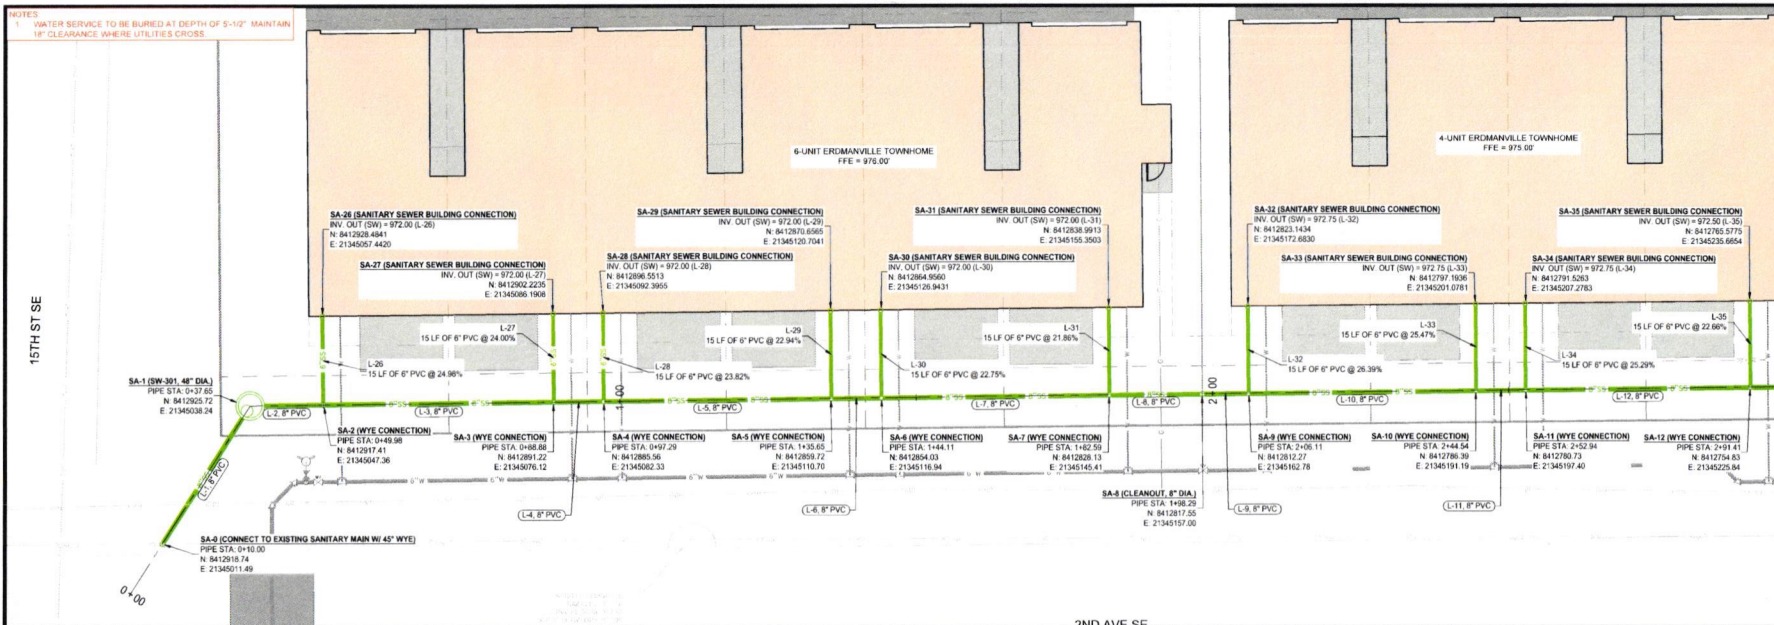 NOTES
1 WATER SERVICE TO BE BURIED AT DEPTH OF 5'-1/2" MAINTAIN
18" CLEARANCE WHERE UTILITIES CROSS
15TH ST SE
6-UNIT ERDMANVILLE TOWNHOME
FFE = 976.00'
4-UNIT ERDMANVILLE TOWNHOME
FFE = 975.00'
SA-26 (SANITARY SEWER BUILDING CONNECTION)
INV. OUT (SW) = 972.00 (L-26)
N: 8412928.4841
E: 21345057.4420
SA-27 (SANITARY SEWER BUILDING CONNECTION)
INV. OUT (SW) = 972.00 (L-27)
N: 8412902.2235
E: 21345086.1908
SA-29 (SANITARY SEWER BUILDING CONNECTION)
INV. OUT (SW) = 972.00 (L-29)
N: 8412870.6565
E: 21345120.7041
SA-28 (SANITARY SEWER BUILDING CONNECTION)
INV. OUT (SW) = 972.00 (L-28)
N: 8412896.5513
E: 21345092.3955
SA-31 (SANITARY SEWER BUILDING CONNECTION)
INV. OUT (SW) = 972.00 (L-31)
N: 8412838.9913
E: 21345155.3503
SA-30 (SANITARY SEWER BUILDING CONNECTION)
INV. OUT (SW) = 972.00 (L-30)
N: 8412864.9560
E: 21345126.9431
SA-32 (SANITARY SEWER BUILDING CONNECTION)
INV. OUT (SW) = 972.75 (L-32)
N: 8412823.1434
E: 21345172.6830
SA-33 (SANITARY SEWER BUILDING CONNECTION)
INV. OUT (SW) = 972.75 (L-33)
N: 8412797.1936
E: 21345201.0781
SA-35 (SANITARY SEWER BUILDING CONNECTION)
INV. OUT (SW) = 972.50 (L-35)
N: 8412765.5775
E: 21345235.6654
SA-34 (SANITARY SEWER BUILDING CONNECTION)
INV. OUT (SW) = 972.75 (L-34)
N: 8412791.5263
E: 21345207.2783
L-26
15 LF OF 6" PVC @ 24.98%
L-27
15 LF OF 6" PVC @ 24.00%
L-28
15 LF OF 6" PVC @ 23.82%
L-29
15 LF OF 6" PVC @ 22.94%
L-30
15 LF OF 6" PVC @ 22.75%
L-31
15 LF OF 6" PVC @ 21.86%
L-32
15 LF OF 6" PVC @ 26.39%
L-33
15 LF OF 6" PVC @ 25.47%
L-34
15 LF OF 6" PVC @ 25.29%
L-35
15 LF OF 6" PVC @ 22.66%
SA-1 (SW-301, 48" DIA.)
PIPE STA: 0+37.65
N: 8412925.72
E: 21345038.24
L-1, 8" PVC
L-2, 8" PVC
L-3, 8" PVC
1+00
L-5, 8" PVC
L-7, 8" PVC
L-8, 8" PVC
2+00
L-10, 8" PVC
L-12, 8" PVC
SA-2 (WYE CONNECTION)
PIPE STA: 0+49.98
N: 8412917.41
E: 21345047.36
SA-3 (WYE CONNECTION)
PIPE STA: 0+88.88
N: 8412891.22
E: 21345076.12
SA-4 (WYE CONNECTION)
PIPE STA: 0+97.29
N: 8412885.56
E: 21345082.33
SA-5 (WYE CONNECTION)
PIPE STA: 1+35.65
N: 8412859.72
E: 21345110.70
SA-6 (WYE CONNECTION)
PIPE STA: 1+44.11
N: 8412854.03
E: 21345116.94
SA-7 (WYE CONNECTION)
PIPE STA: 1+82.59
N: 8412828.13
E: 21345145.41
SA-9 (WYE CONNECTION)
PIPE STA: 2+06.11
N: 8412812.27
E: 21345162.78
SA-10 (WYE CONNECTION)
PIPE STA: 2+44.54
N: 8412786.39
E: 21345191.19
SA-11 (WYE CONNECTION)
PIPE STA: 2+52.94
N: 8412780.73
E: 21345197.40
SA-12 (WYE CONNECTION)
PIPE STA: 2+91.41
N: 8412754.83
E: 21345225.84
6"W
6"W
6"W
6"W
SA-8 (CLEANOUT, 8" DIA.)
PIPE STA: 1+98.29
N: 8412817.55
E: 21345157.00
L-4, 8" PVC
L-6, 8" PVC
L-9, 8" PVC
L-11, 8" PVC
SA-0 (CONNECT TO EXISTING SANITARY MAIN W/ 45° WYE)
PIPE STA: 0+10.00
N: 8412918.74
E: 21345011.49
0+00
2ND AVE SE